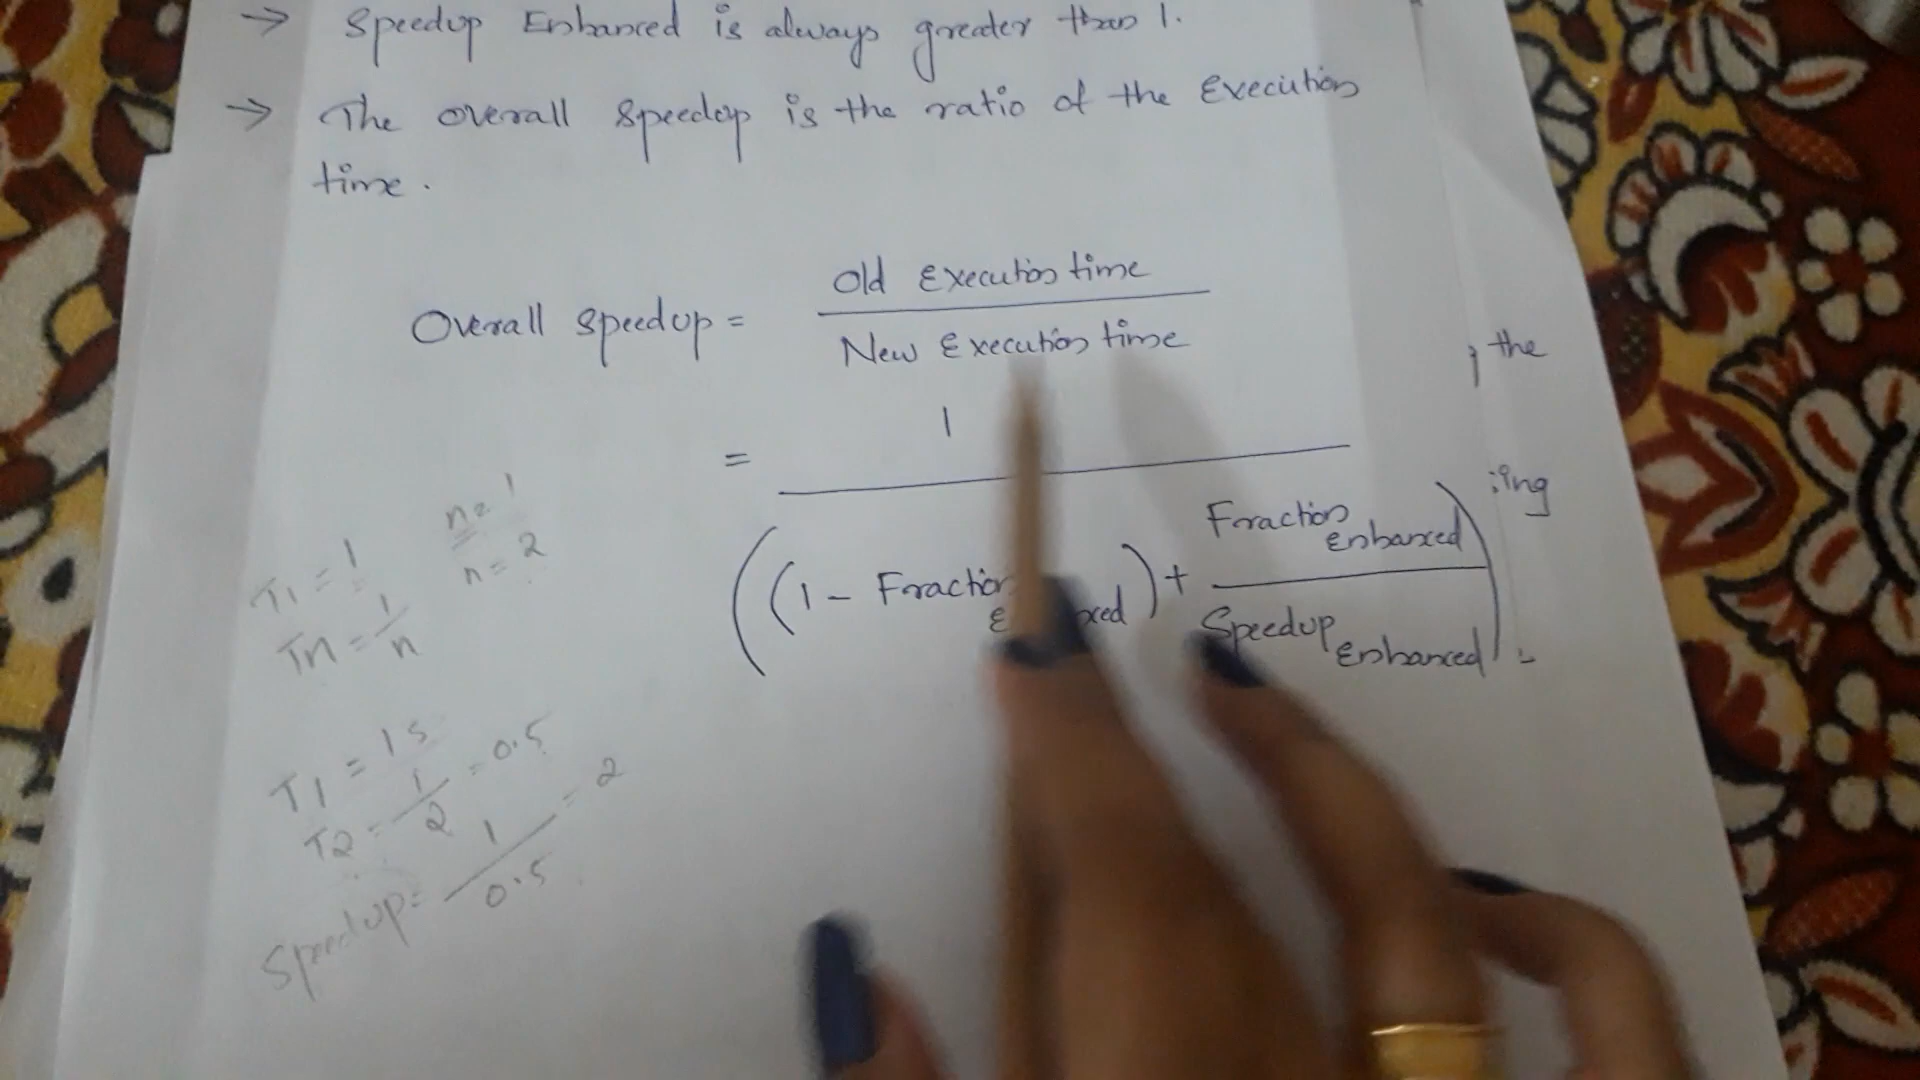 → Speedup Enhanced is always greater than 1.
→ The overall speedup is the ratio of the Execution
time.
Overall speedup = Old Execution time
New Execution time
, the
= 1
((1 - Fraction) + Fraction Enhanced
Speedup Enhanced).
:ing
T1 = 1
Tn = 1
n
n= 1
n = 2
T1 = 1s
T2 = 1
2
= 0.5
Speedup = 1
0.5
= 2